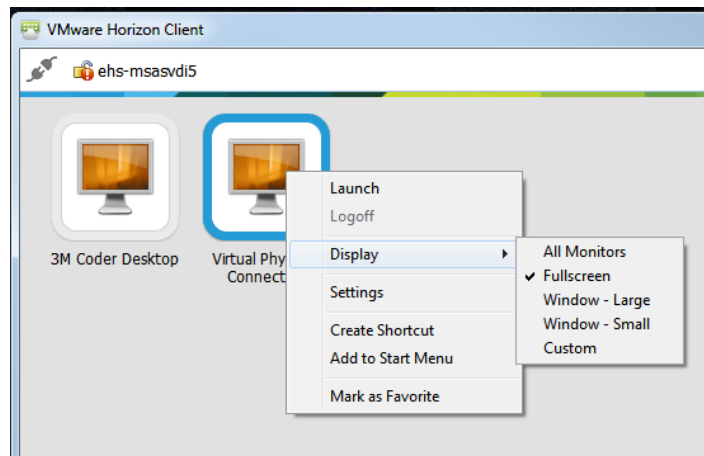 VMware Horizon Client
ehs-msasvdi5
3M Coder Desktop
Virtual Phy
Connect
Launch
Logoff
Display
Settings
Create Shortcut
Add to Start Menu
Mark as Favorite
All Monitors
Fullscreen
Window - Large
Window - Small
Custom